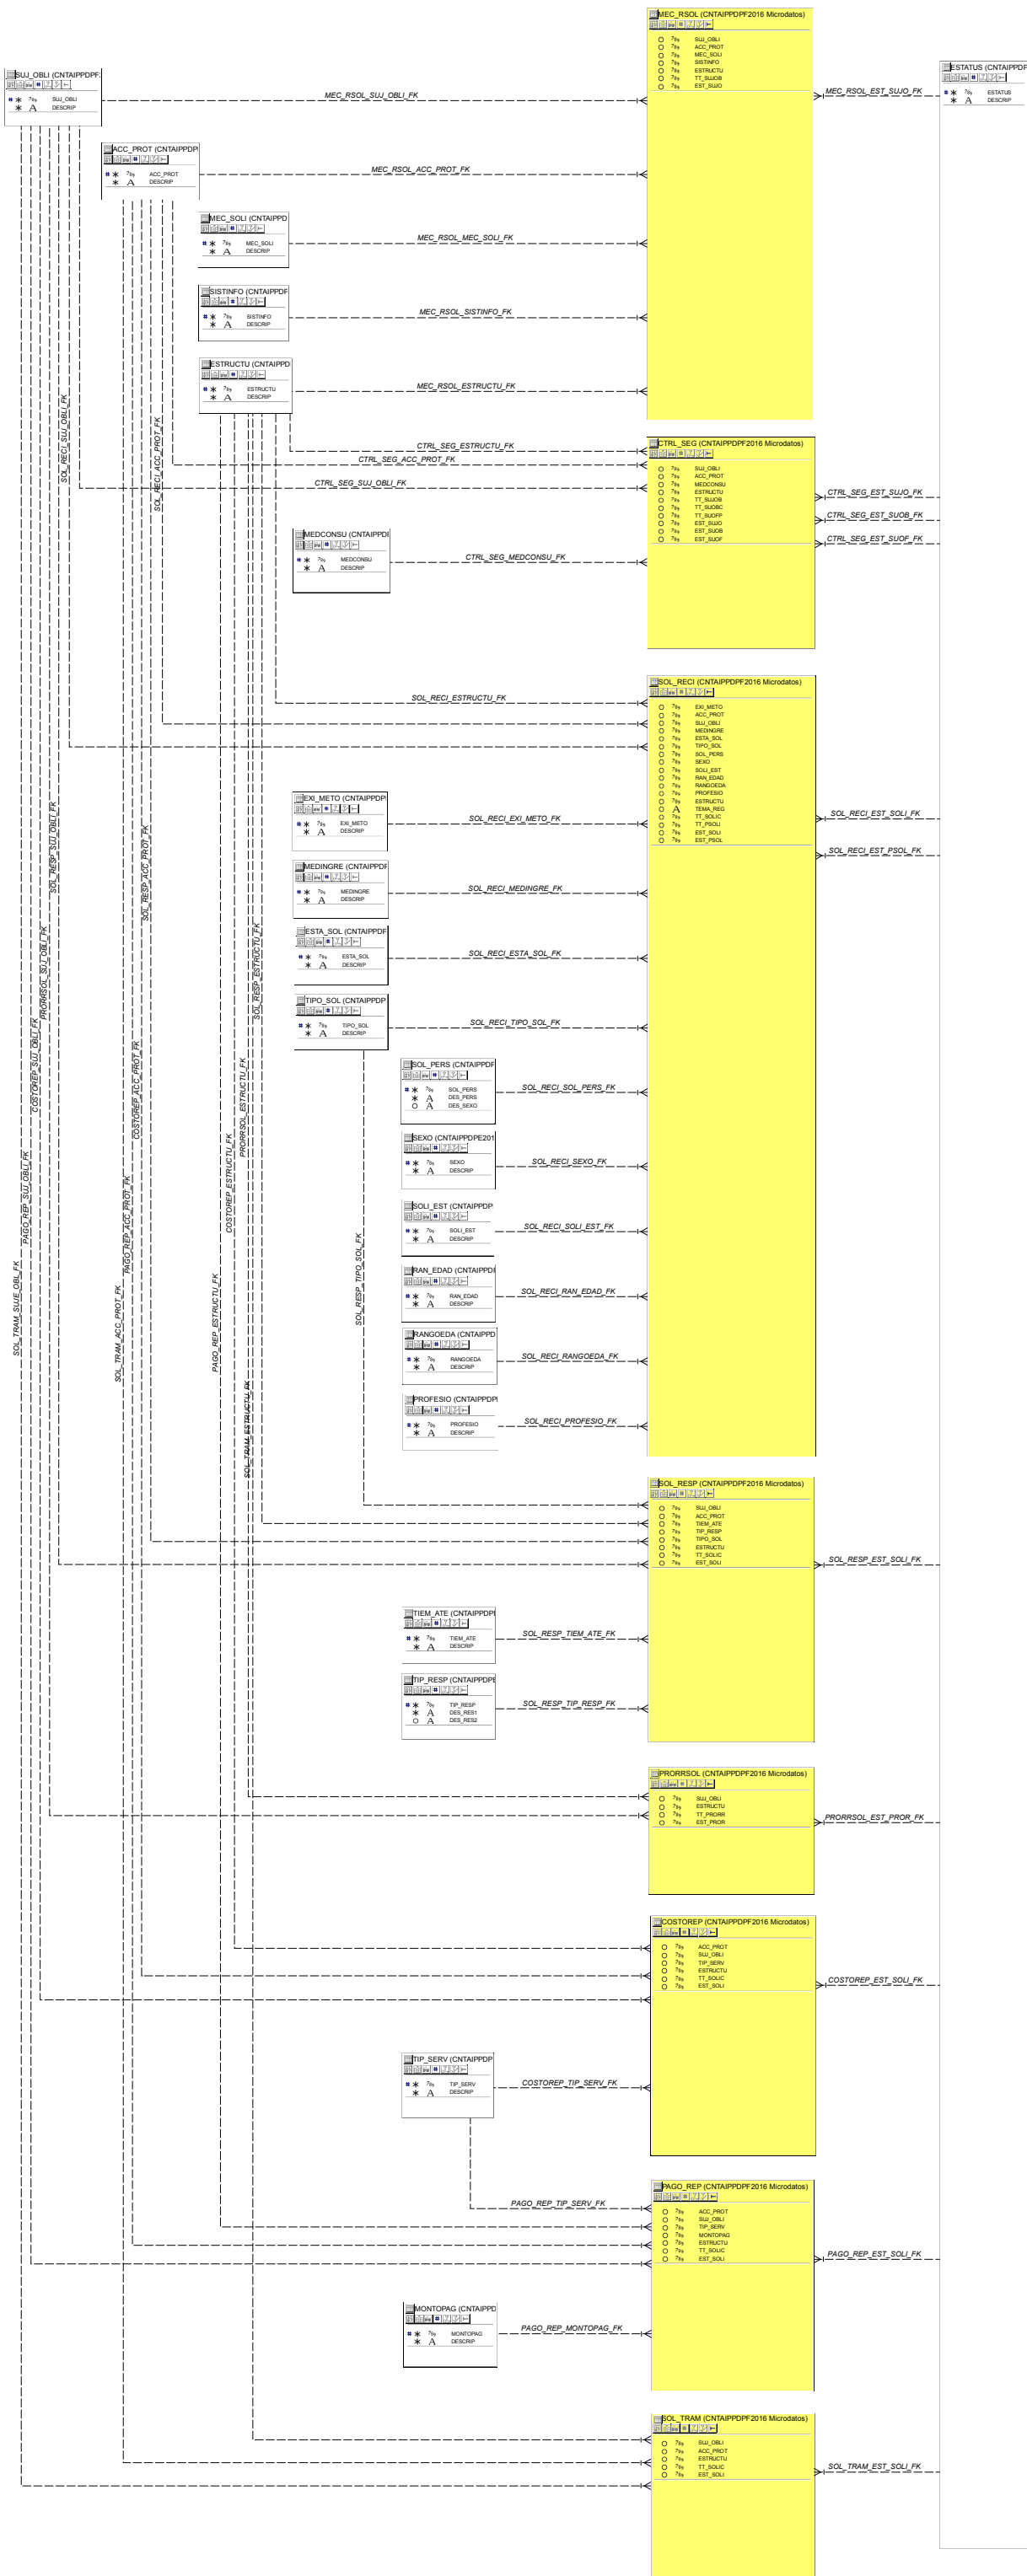 MEC_RSOL (CNTAIPPDPF2016 Microdatos)
SUJ_OBLI
ACC_PROT
MEC_SOLI
SISTINFO
ESTRUCTU
TT_SUJOB
EST_SUJO
SUJ_OBLI (CNTAIPPDPF
SUJ_OBLI
DESCRIP
ESTATUS (CNTAIPPDP
ESTATUS
DESCRIP
MEC_RSOL_SUJ_OBLI_FK
MEC_RSOL_EST_SUJO_FK
ACC_PROT (CNTAIPPDP
ACC_PROT
DESCRIP
MEC_RSOL_ACC_PROT_FK
MEC_SOLI (CNTAIPPD
MEC_SOLI
DESCRIP
MEC_RSOL_MEC_SOLI_FK
SISTINFO (CNTAIPPDF
SISTINFO
DESCRIP
MEC_RSOL_SISTINFO_FK
ESTRUCTU (CNTAIPPD
ESTRUCTU
DESCRIP
MEC_RSOL_ESTRUCTU_FK
CTRL_SEG (CNTAIPPDPF2016 Microdatos)
SUJ_OBLI
ACC_PROT
MEDCONSU
ESTRUCTU
TT_SUJOB
TT_SUOBC
TT_SUOFP
EST_SUJO
EST_SUOB
EST_SUOF
CTRL_SEG_ESTRUCTU_FK
CTRL_SEG_ACC_PROT_FK
CTRL_SEG_SUJ_OBLI_FK
CTRL_SEG_EST_SUJO_FK
CTRL_SEG_EST_SUOB_FK
CTRL_SEG_EST_SUOF_FK
MEDCONSU (CNTAIPPD
MEDCONSU
DESCRIP
CTRL_SEG_MEDCONSU_FK
SOL_RECI_SUJ_OBLI_FK
SOL_RECI_ACC_PROT_FK
SOL_RECI (CNTAIPPDPF2016 Microdatos)
EXI_METO
ACC_PROT
SUJ_OBLI
MEDINGRE
ESTA_SOL
TIPO_SOL
SOL_PERS
SEXO
SOLI_EST
RAN_EDAD
RANGOEDA
PROFESIO
ESTRUCTU
TEMA_REG
TT_SOLIC
TT_PSOLI
EST_SOLI
EST_PSOL
SOL_RECI_ESTRUCTU_FK
SOL_RECI_EST_SOLI_FK
SOL_RECI_EST_PSOL_FK
EXI_METO (CNTAIPPDP
EXI_METO
DESCRIP
SOL_RECI_EXI_METO_FK
MEDINGRE (CNTAIPPDF
MEDINGRE
DESCRIP
SOL_RECI_MEDINGRE_FK
ESTA_SOL (CNTAIPPDF
ESTA_SOL
DESCRIP
SOL_RECI_ESTA_SOL_FK
TIPO_SOL (CNTAIPPDP
TIPO_SOL
DESCRIP
SOL_RECI_TIPO_SOL_FK
SOL_PERS (CNTAIPPDF
SOL_PERS
DES_PERS
DES_SEXO
SOL_RECI_SOL_PERS_FK
SEXO (CNTAIPPDPE201
SEXO
DESCRIP
SOL_RECI_SEXO_FK
SOLI_EST (CNTAIPPDP
SOLI_EST
DESCRIP
SOL_RECI_SOLI_EST_FK
RAN_EDAD (CNTAIPPDI
RAN_EDAD
DESCRIP
SOL_RECI_RAN_EDAD_FK
RANGOEDA (CNTAIPPD
RANGOEDA
DESCRIP
SOL_RECI_RANGOEDA_FK
PROFESIO (CNTAIPPDP
PROFESIO
DESCRIP
SOL_RECI_PROFESIO_FK
SOL_RESP_SUJ_OBLI_FK
SOL_RESP_ACC_PROT_FK
SOL_RESP_ESTRUCTU_FK
PRORRSOL_SUJ_OBLI_FK
COSTOREP_SUJ_OBLI_FK
COSTOREP_ACC_PROT_FK
PRORRSOL_ESTRUCTU_FK
COSTOREP_ESTRUCTU_FK
PAGO_REP_SUJ_OBLI_FK
PAGO_REP_ACC_PROT_FK
PAGO_REP_ESTRUCTU_FK
SOL_RESP_TIPO_SOL_FK
SOL_TRAM_SUJE_OBL_FK
SOL_TRAM_ACC_PROT_FK
SOL_TRAM_ESTRUCTU_FK
SOL_RESP (CNTAIPPDPF2016 Microdatos)
SUJ_OBLI
ACC_PROT
TIEM_ATE
TIP_RESP
TIPO_SOL
ESTRUCTU
TT_SOLIC
EST_SOLI
SOL_RESP_EST_SOLI_FK
TIEM_ATE (CNTAIPPDPI
TIEM_ATE
DESCRIP
SOL_RESP_TIEM_ATE_FK
TIP_RESP (CNTAIPPDPE
TIP_RESP
DES_RES1
DES_RES2
SOL_RESP_TIP_RESP_FK
PRORRSOL (CNTAIPPDPF2016 Microdatos)
SUJ_OBLI
ESTRUCTU
TT_PRORR
EST_PROR
PRORRSOL_EST_PROR_FK
COSTOREP (CNTAIPPDPF2016 Microdatos)
ACC_PROT
SUJ_OBLI
TIP_SERV
ESTRUCTU
TT_SOLIC
EST_SOLI
COSTOREP_EST_SOLI_FK
TIP_SERV (CNTAIPPDP
TIP_SERV
DESCRIP
COSTOREP_TIP_SERV_FK
PAGO_REP (CNTAIPPDPF2016 Microdatos)
ACC_PROT
SUJ_OBLI
TIP_SERV
MONTOPAG
ESTRUCTU
TT_SOLIC
EST_SOLI
PAGO_REP_TIP_SERV_FK
PAGO_REP_EST_SOLI_FK
MONTOPAG (CNTAIPPD
MONTOPAG
DESCRIP
PAGO_REP_MONTOPAG_FK
SOL_TRAM (CNTAIPPDPF2016 Microdatos)
SUJ_OBLI
ACC_PROT
ESTRUCTU
TT_SOLIC
EST_SOLI
SOL_TRAM_EST_SOLI_FK